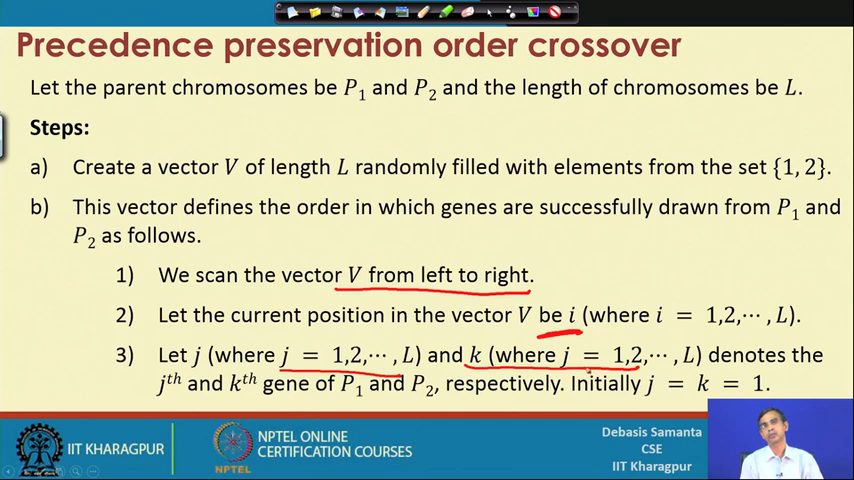 Precedence preservation order crossover
Let the parent chromosomes be P₁ and P₂ and the length of chromosomes be L.
Steps:
a) Create a vector V of length L randomly filled with elements from the set {1, 2}.
b) This vector defines the order in which genes are successfully drawn from P₁ and
P₂ as follows.
1) We scan the vector V from left to right.
2) Let the current position in the vector V be i (where i = 1,2,⋯ , L).
3) Let j (where j = 1,2,⋯ , L) and k (where j = 1,2,⋯ , L) denotes the
jᵗʰ and kᵗʰ gene of P₁ and P₂, respectively. Initially j = k = 1.
IIT KHARAGPUR
NPTEL
NPTEL ONLINE
CERTIFICATION COURSES
Debasis Samanta
CSE
IIT Kharagpur